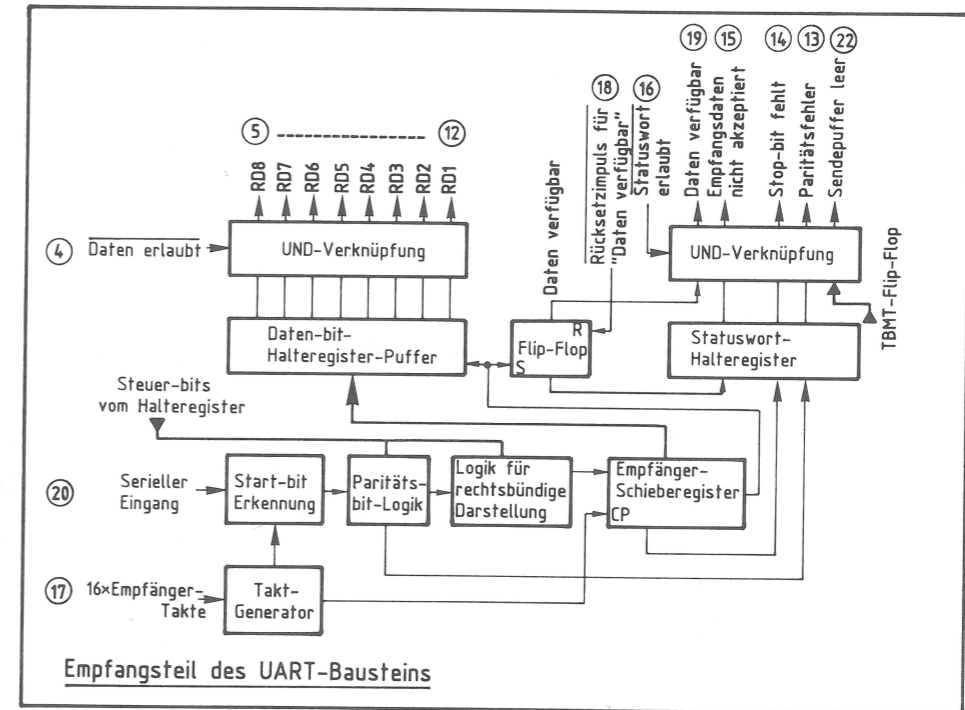 19 15 14 13 22
18 16
5 12
RD8
RD7
RD6
RD5
RD4
RD3
RD2
RD1
Daten verfügbar
Rücksetzimpuls für
"Daten verfügbar"
Statuswort
erlaubt
Daten verfügbar
Empfangsdaten
nicht akzeptiert
Stop-bit fehlt
Paritätsfehler
Sendepuffer leer
4 Daten erlaubt
UND-Verknüpfung
UND-Verknüpfung
TBMT-Flip-Flop
Daten-bit-
Halteregister-Puffer
R
Flip-Flop
S
Statuswort-
Halteregister
Steuer-bits
vom Halteregister
20 Serieller
Eingang
Start-bit
Erkennung
Paritäts-
bit-Logik
Logik für
rechtsbündige
Darstellung
Empfänger-
Schieberegister
CP
17 16×Empfänger-
Takte
Takt-
Generator
Empfangsteil des UART-Bausteins